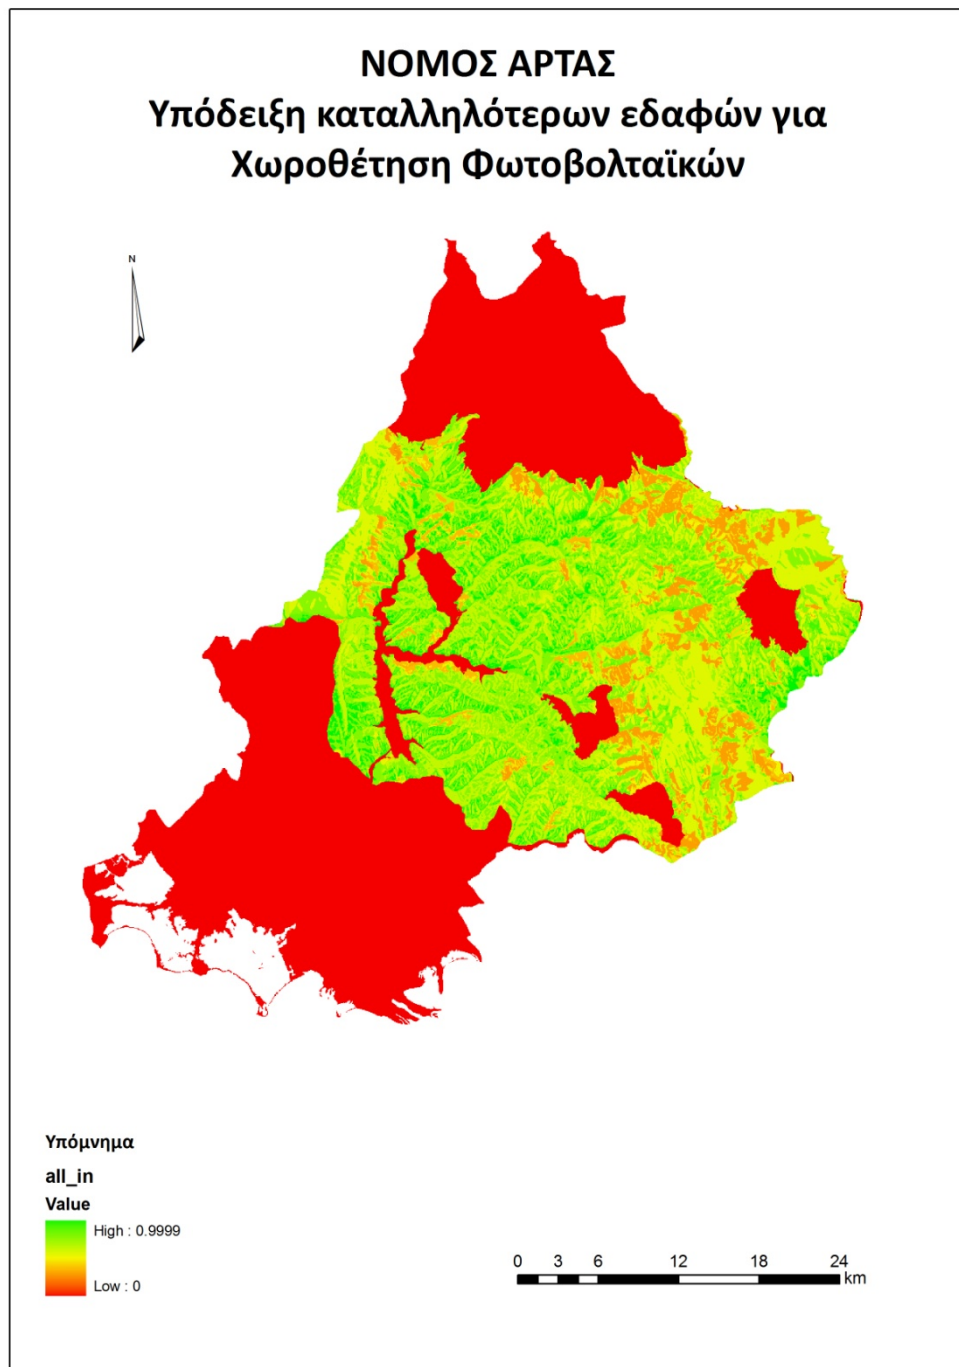 ΝΟΜΟΣ ΑΡΤΑΣ
Υπόδειξη καταλληλότερων εδαφών για
Χωροθέτηση Φωτοβολταϊκών
N
Υπόμνημα
all_in
Value
High : 0.9999
Low : 0
0 3 6 12 18 24
km